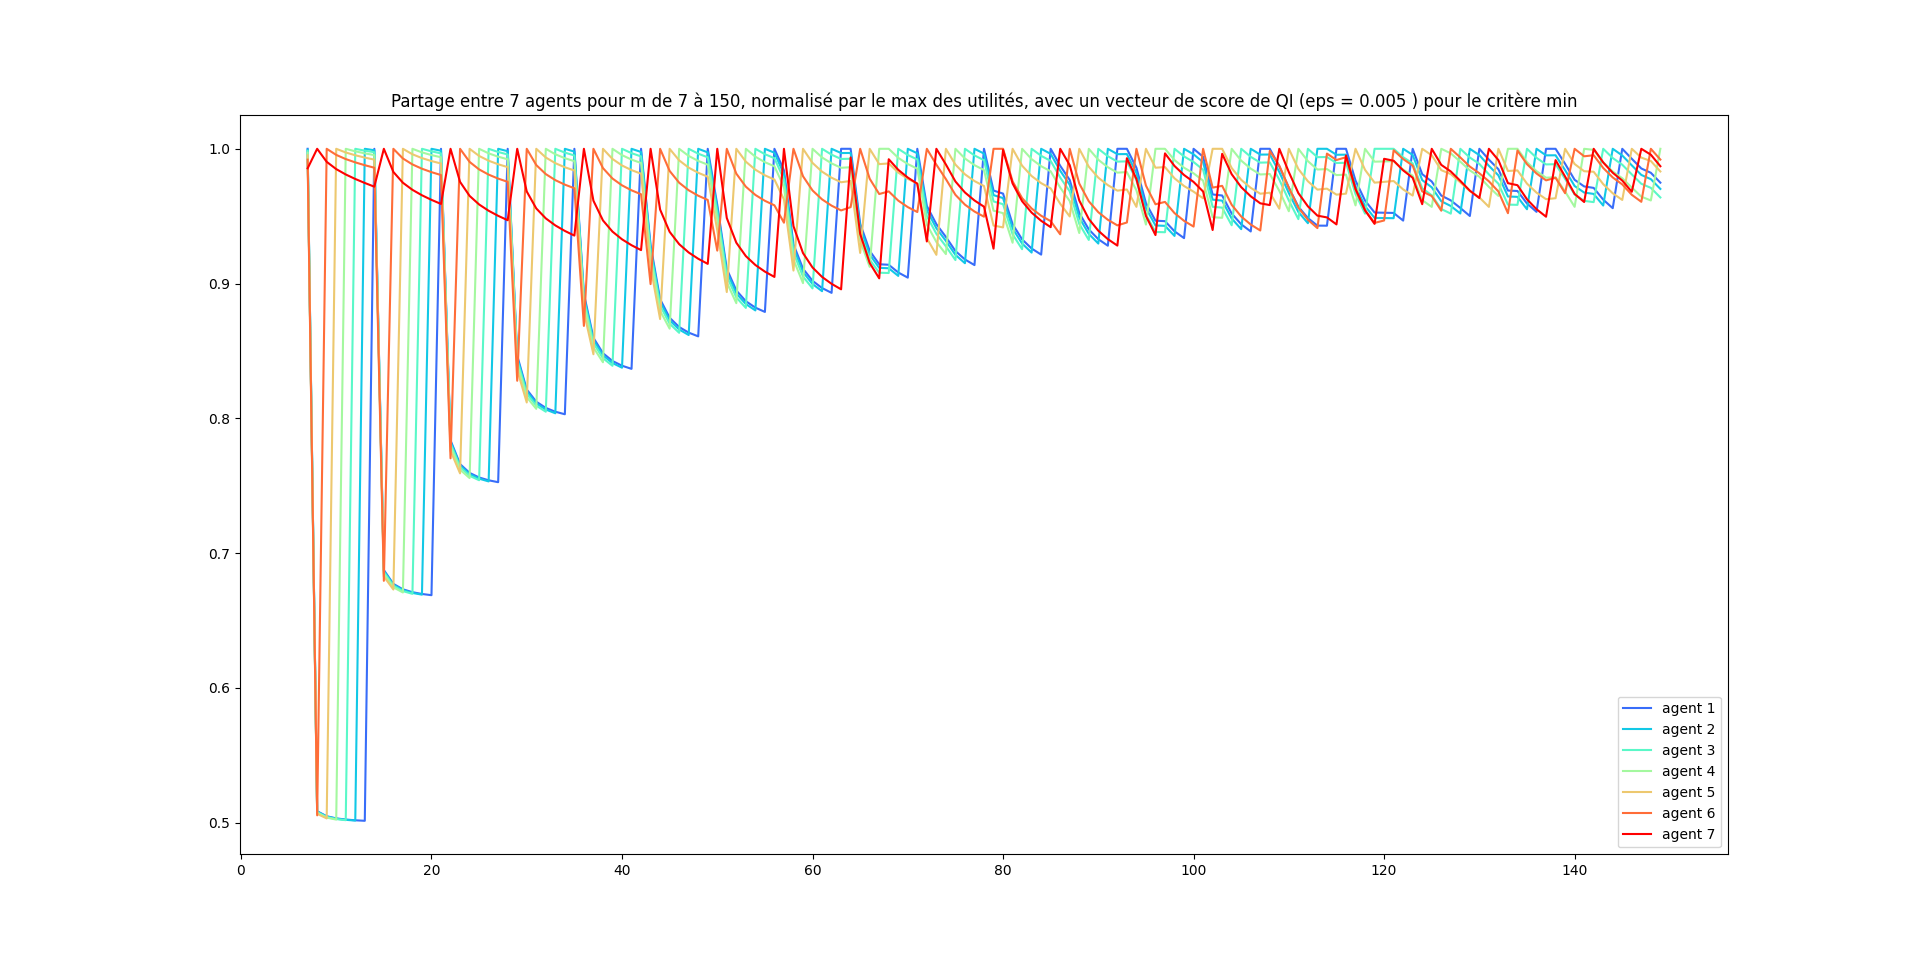 Partage entre 7 agents pour m de 7 à 150, normalisé par le max des utilités, avec un vecteur de score de QI (eps = 0.005 ) pour le critère min
1.0
0.9
0.8
0.7
0.6
0.5
0 20 40 60 80 100 120 140
agent 1
agent 2
agent 3
agent 4
agent 5
agent 6
agent 7